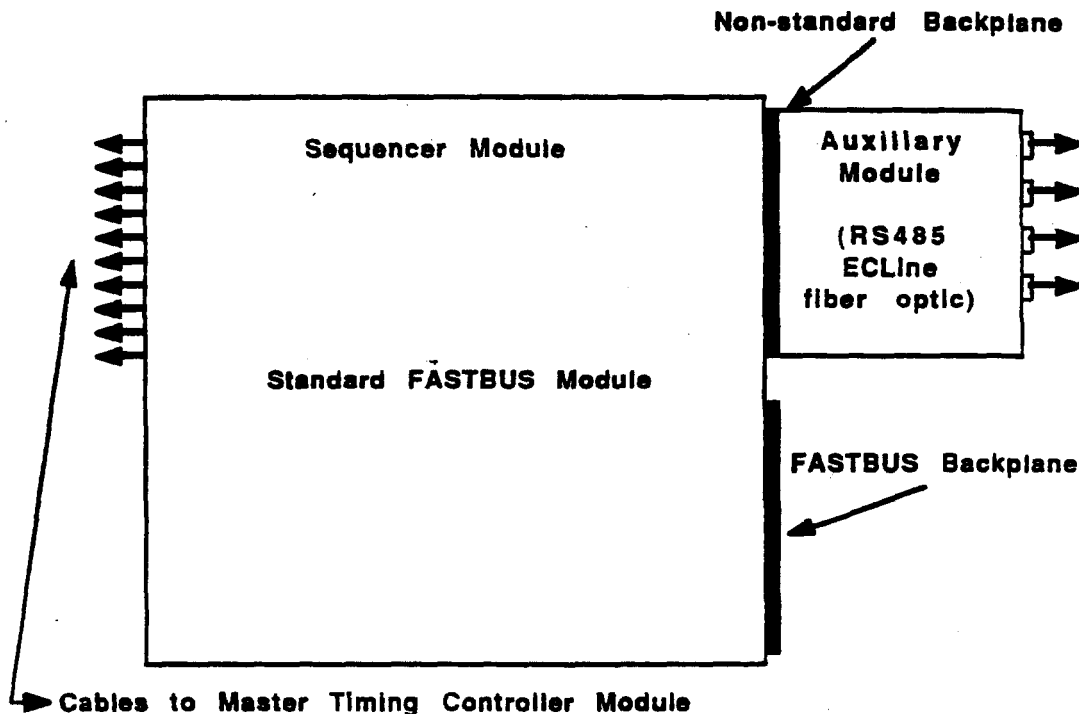 Non-standard Backplane
Sequencer Module
Auxiliary
Module
(RS485
ECLine
fiber optic)
Standard FASTBUS Module
FASTBUS Backplane
Cables to Master Timing Controller Module